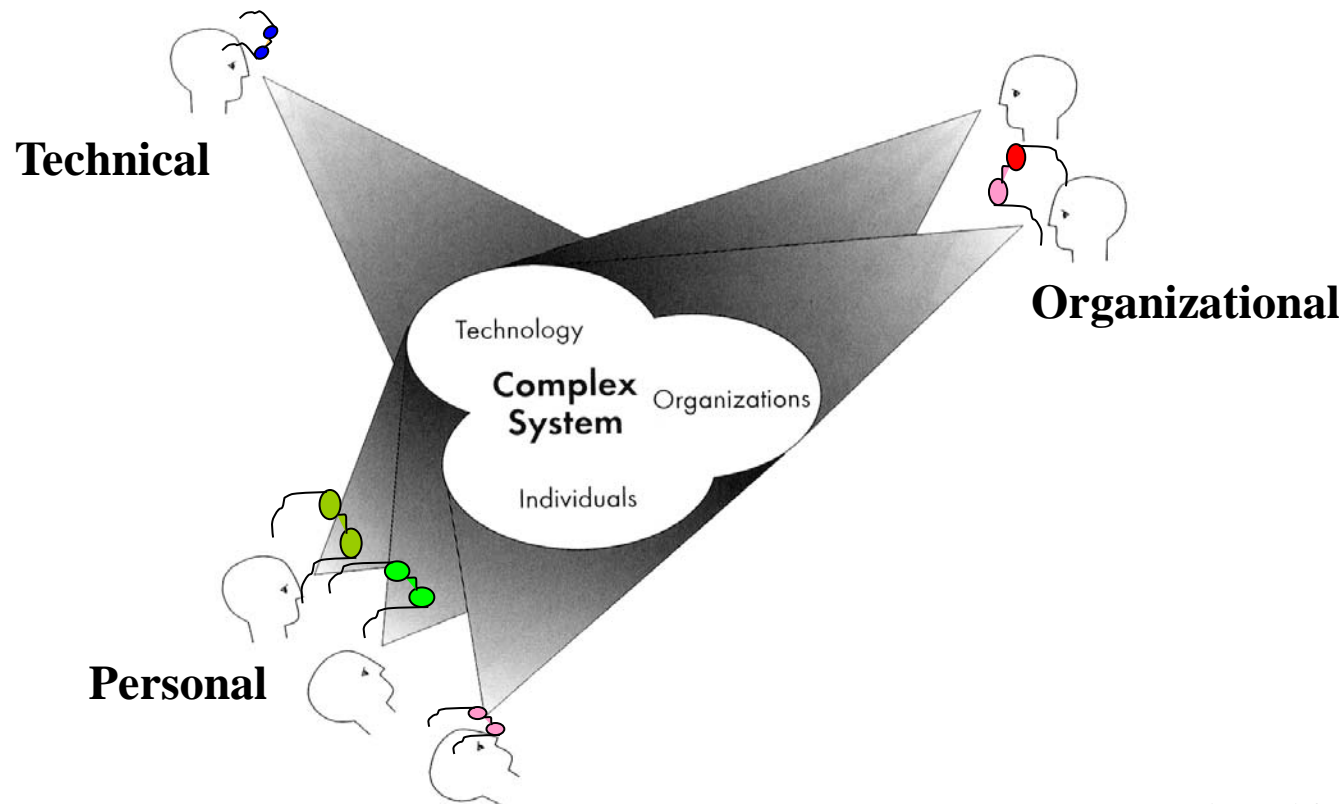 Technical
Organizational
Technology
Complex
System
Organizations
Individuals
Personal